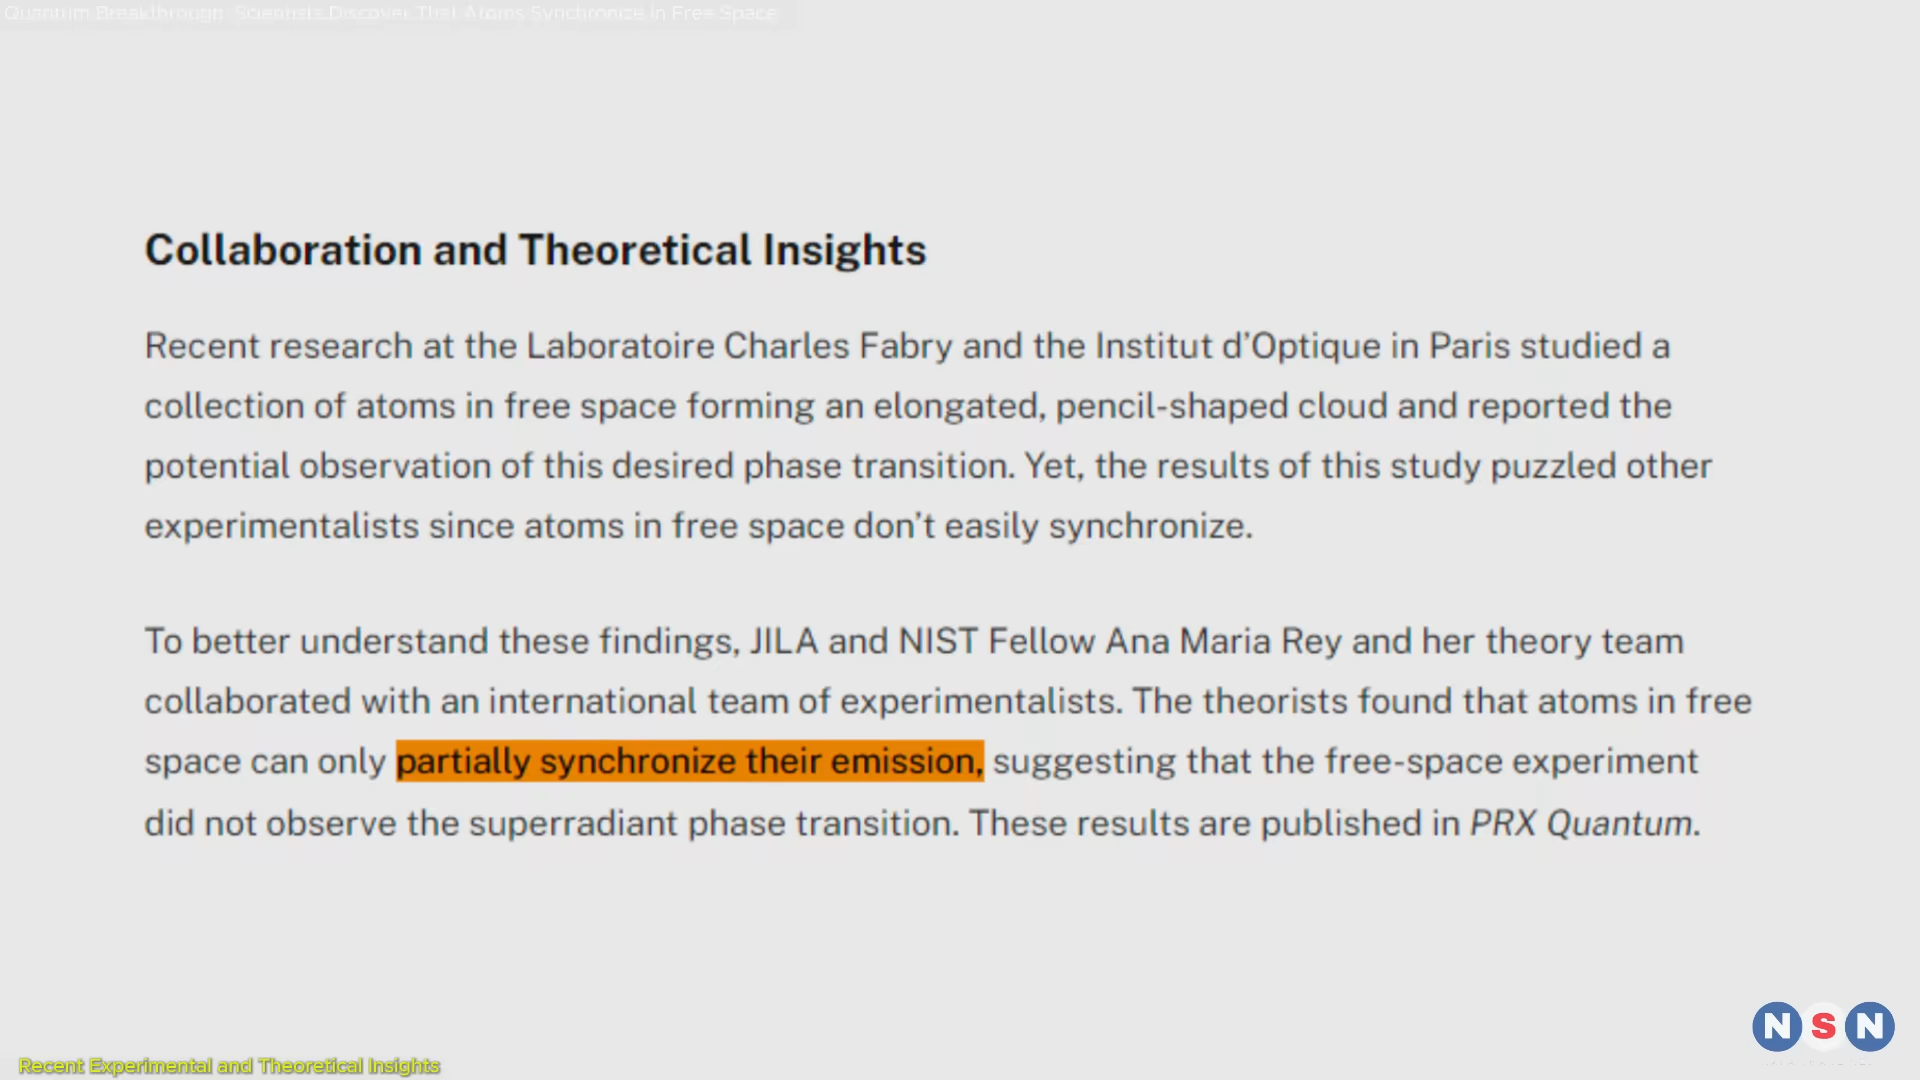 Quantum Breakthrough: Scientists Discover That Atoms Synchronize in Free Space
Collaboration and Theoretical Insights
Recent research at the Laboratoire Charles Fabry and the Institut d’Optique in Paris studied a
collection of atoms in free space forming an elongated, pencil-shaped cloud and reported the
potential observation of this desired phase transition. Yet, the results of this study puzzled other
experimentalists since atoms in free space don’t easily synchronize.
To better understand these findings, JILA and NIST Fellow Ana Maria Rey and her theory team
collaborated with an international team of experimentalists. The theorists found that atoms in free
space can only partially synchronize their emission, suggesting that the free-space experiment
did not observe the superradiant phase transition. These results are published in PRX Quantum.
NSN
Recent Experimental and Theoretical Insights